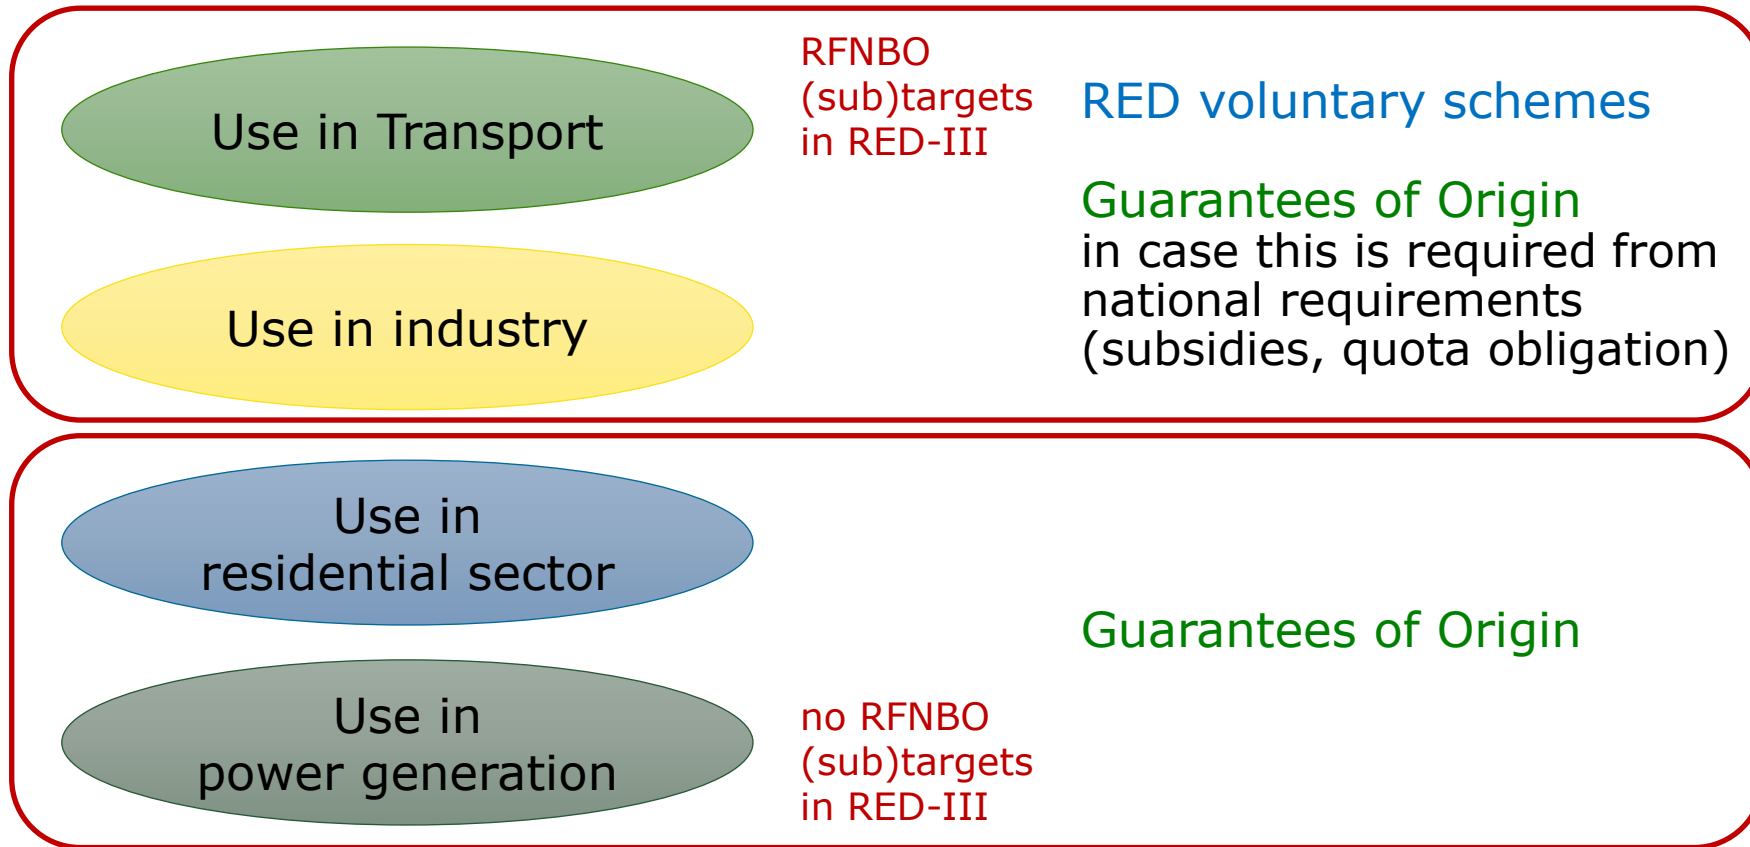 Use in Transport
Use in industry
RFNBO
(sub)targets
in RED-III
RED voluntary schemes
Guarantees of Origin
in case this is required from
national requirements
(subsidies, quota obligation)
Use in
residential sector
Use in
power generation
no RFNBO
(sub)targets
in RED-III
Guarantees of Origin